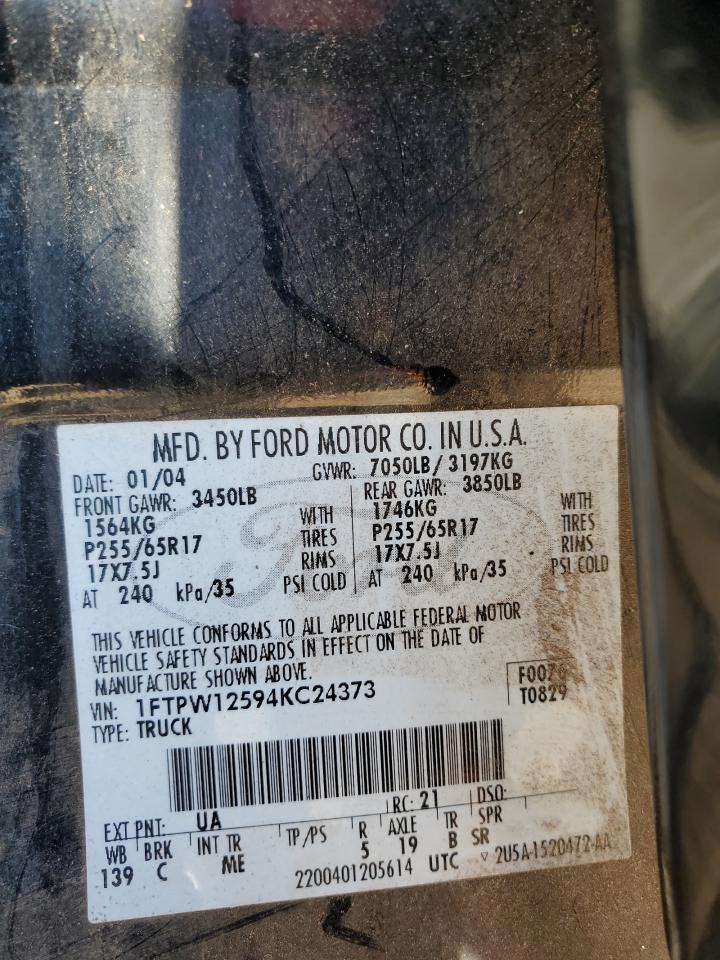 MFD. BY FORD MOTOR CO. IN U.S.A.
DATE: 01/04 GVWR: 7050LB/ 3197KG
FRONT GAWR: 3450LB REAR GAWR: 3850LB
1564KG WITH 1746KG WITH
P255/65R17 TIRES P255/65R17 TIRES
17X7.5J RIMS 17X7.5J RIMS
AT 240 kPa/35 PSI COLD AT 240 kPa/35 PSI COLD
THIS VEHICLE CONFORMS TO ALL APPLICABLE FEDERAL MOTOR
VEHICLE SAFETY STANDARDS IN EFFECT ON THE DATE OF
MANUFACTURE SHOWN ABOVE.
VIN: 1FTPW12594KC24373
TYPE: TRUCK T0829
EXT PNT: UA RC: 21 DSO:
WB BRK INT TR TP/PS R AXLE TR SPR
139 C ME 5 19 B SR
2200401205614 UTC 2U5A-1520472-AA
Ford